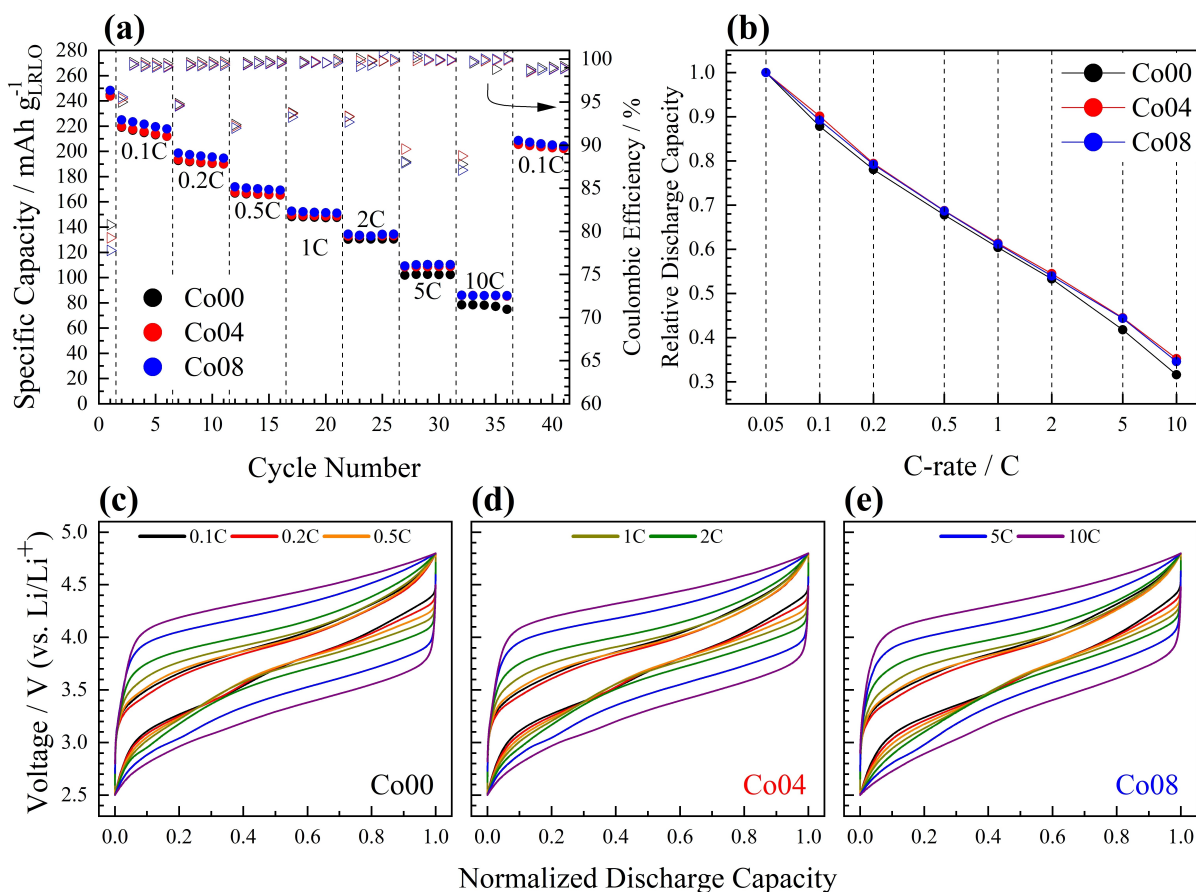 (a)
Specific Capacity / mAh g⁻¹LRLO
280
260
240
220
200
180
160
140
120
100
80
60
40
20
0
0.1C
0.2C
0.5C
1C
2C
5C
10C
0.1C
Co00
Co04
Co08
0 5 10 15 20 25 30 35 40
Cycle Number
100
95
90
85
80
75
70
65
60
Coulombic Efficiency / %
(b)
Relative Discharge Capacity
1.0
0.9
0.8
0.7
0.6
0.5
0.4
0.3
Co00
Co04
Co08
0.05 0.1 0.2 0.5 1 2 5 10
C-rate / C
(c)
Voltage / V (vs. Li/Li⁺)
5.0
4.5
4.0
3.5
3.0
2.5
0.1C 0.2C 0.5C
Co00
0.0 0.2 0.4 0.6 0.8 1.0
(d)
1C 2C
Co04
0.0 0.2 0.4 0.6 0.8 1.0
(e)
5C 10C
Co08
0.0 0.2 0.4 0.6 0.8 1.0
Normalized Discharge Capacity